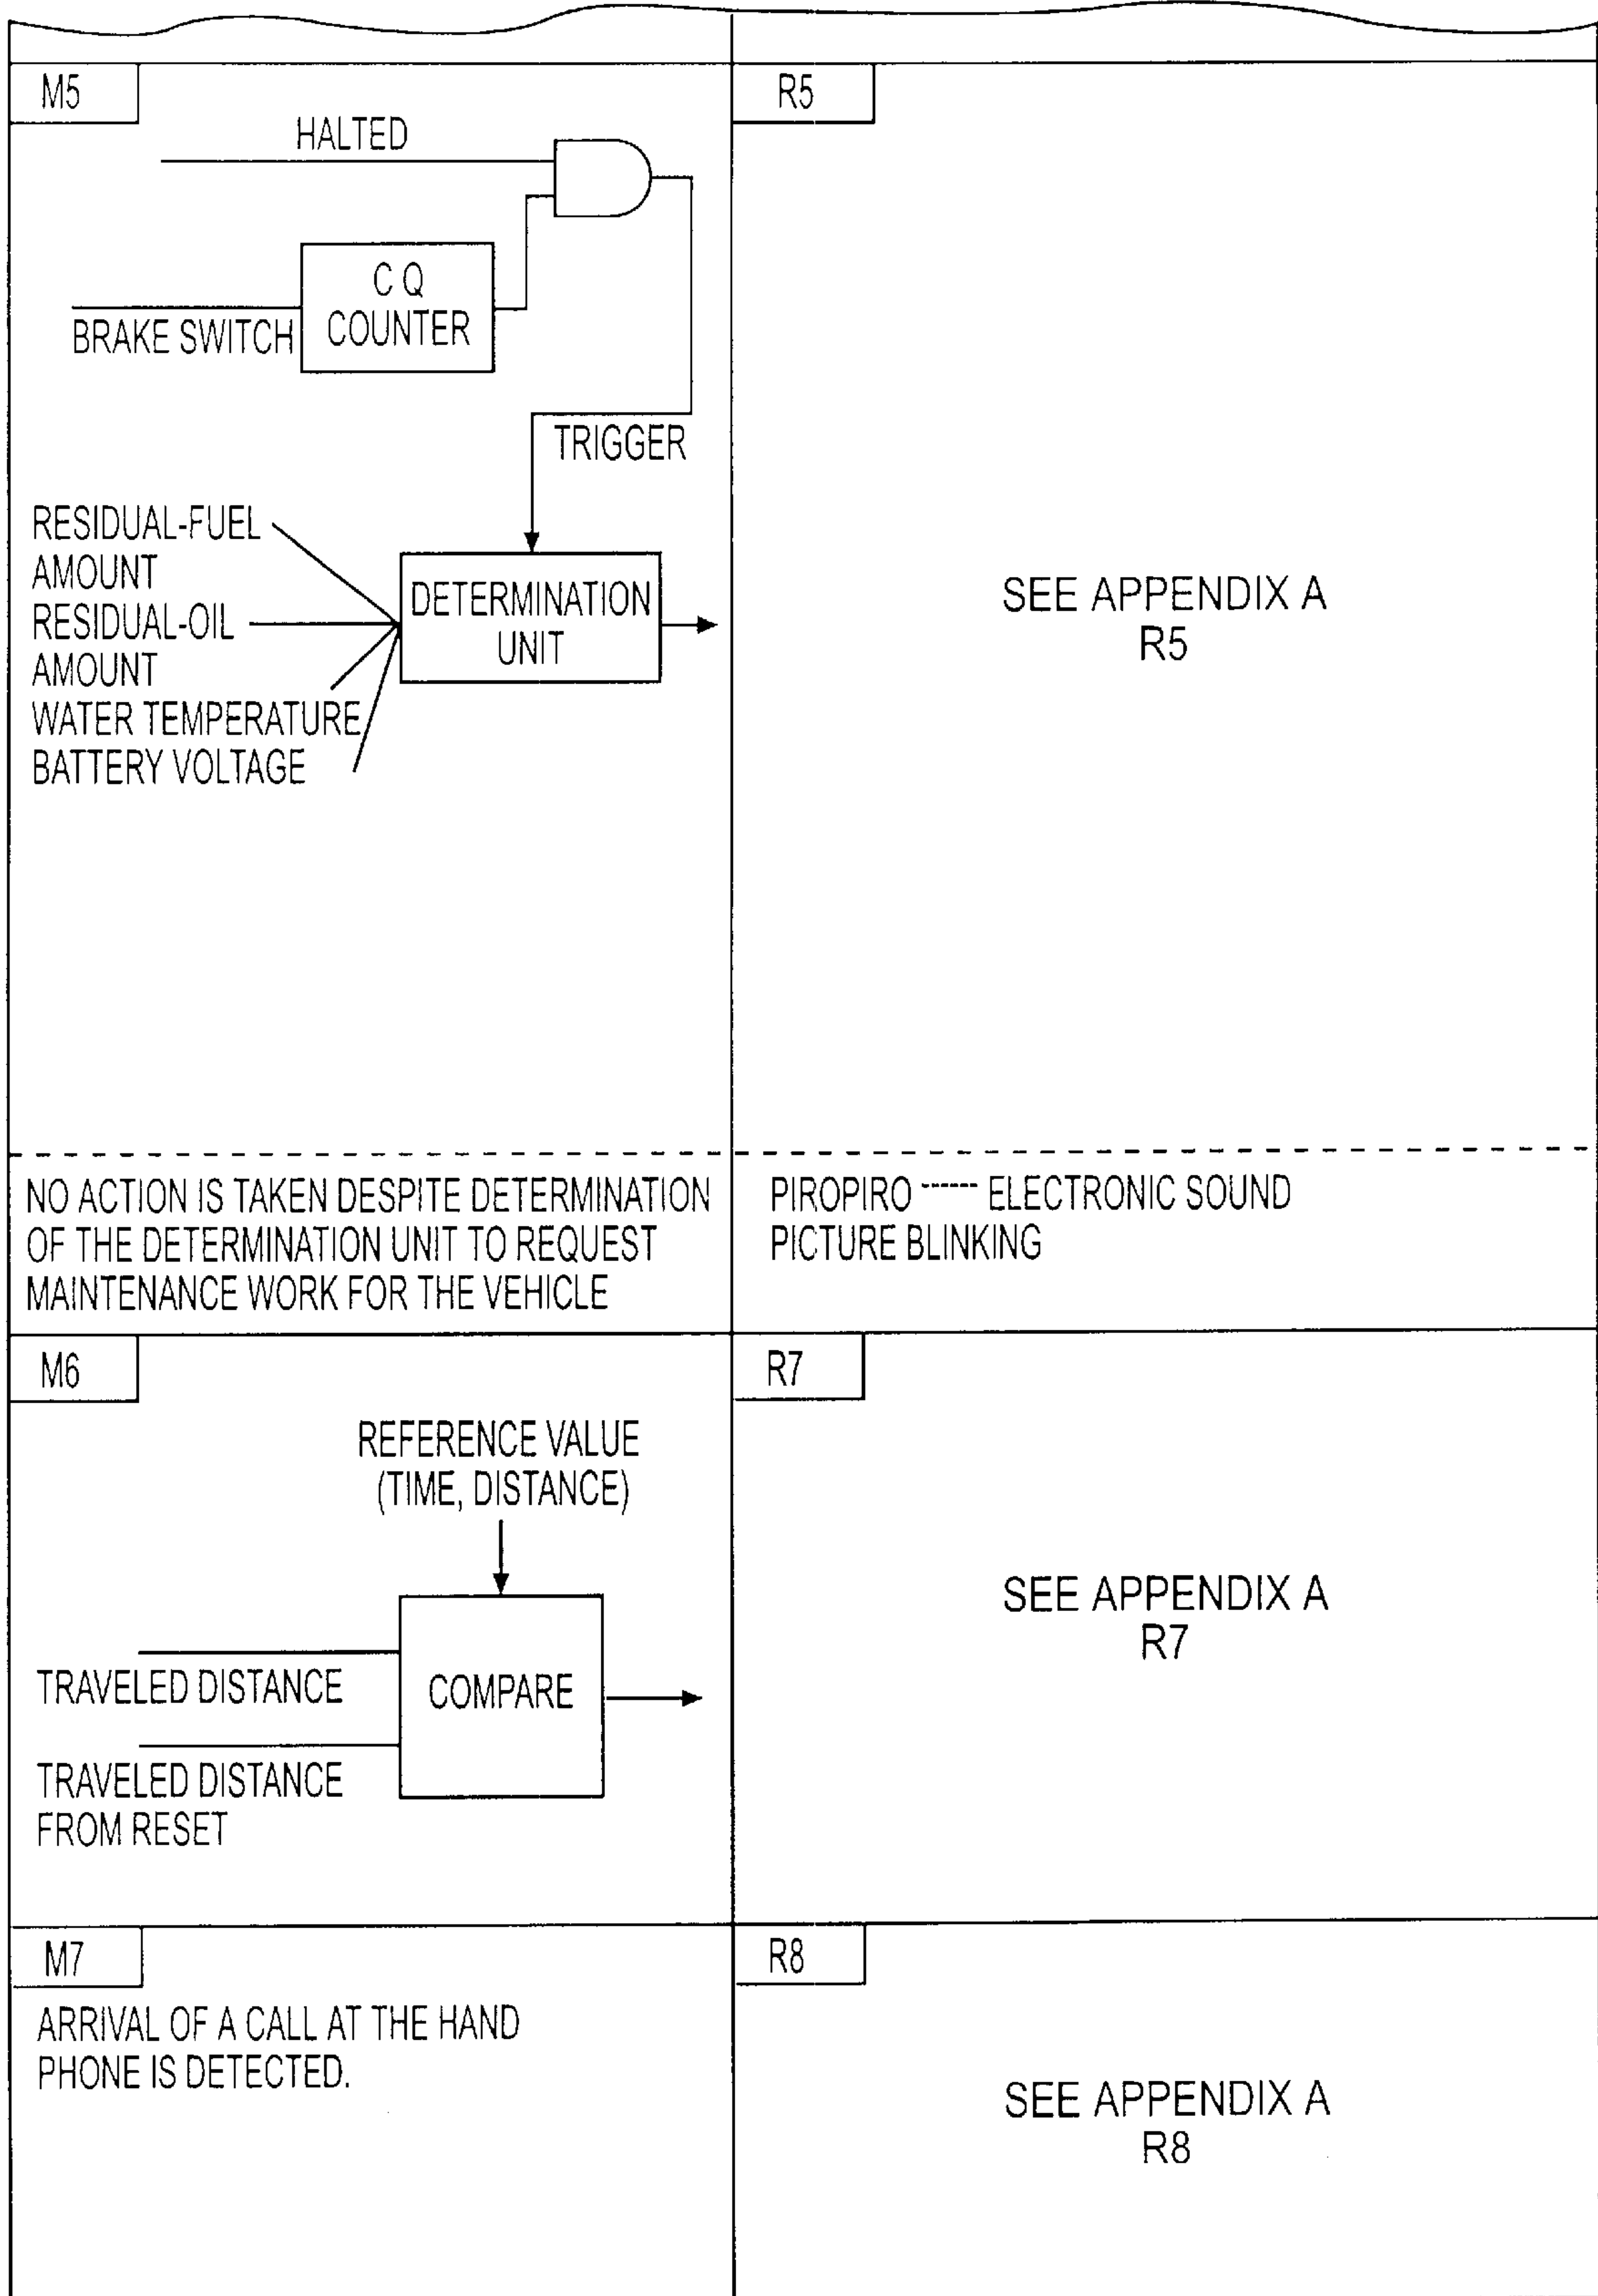 M5
HALTED
C Q
COUNTER
BRAKE SWITCH
TRIGGER
RESIDUAL-FUEL
AMOUNT
RESIDUAL-OIL
AMOUNT
WATER TEMPERATURE
BATTERY VOLTAGE
DETERMINATION
UNIT
R5
SEE APPENDIX A
R5
NO ACTION IS TAKEN DESPITE DETERMINATION
OF THE DETERMINATION UNIT TO REQUEST
MAINTENANCE WORK FOR THE VEHICLE
PIROPIRO ------ ELECTRONIC SOUND
PICTURE BLINKING
M6
REFERENCE VALUE
(TIME, DISTANCE)
TRAVELED DISTANCE
COMPARE
TRAVELED DISTANCE
FROM RESET
R7
SEE APPENDIX A
R7
M7
ARRIVAL OF A CALL AT THE HAND
PHONE IS DETECTED.
R8
SEE APPENDIX A
R8